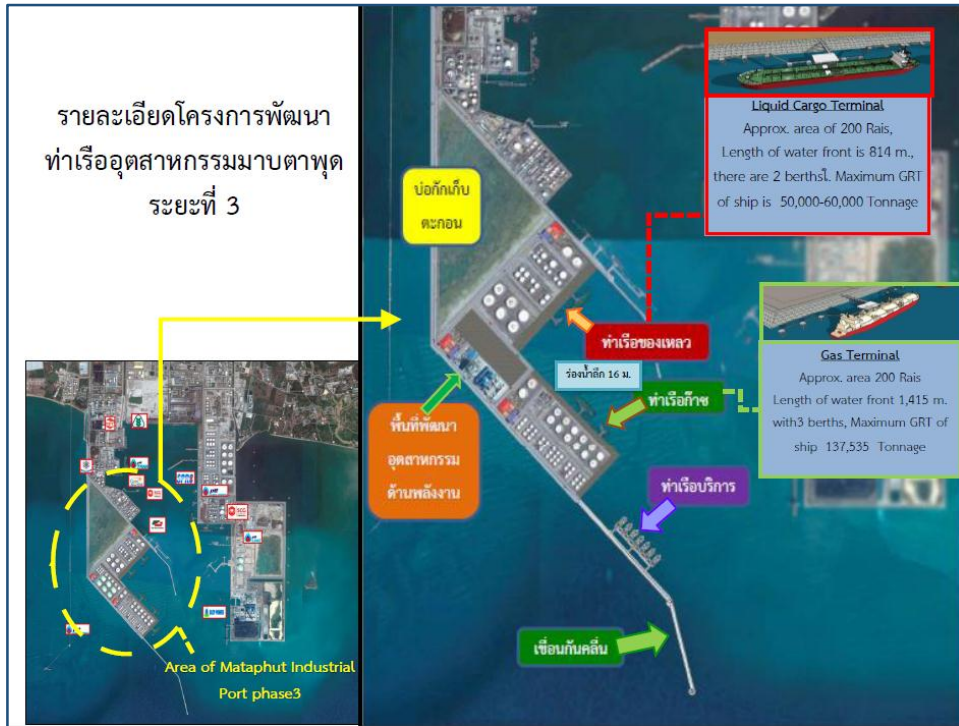 รายละเอียดโครงการพัฒนา
ท่าเรืออุตสาหกรรมมาบตาพุด
ระยะที่ 3
Area of Mataphut Industrial
Port phase3
บ่อกักเก็บ
ตะกอน
พื้นที่พัฒนา
อุตสาหกรรม
ด้านพลังงาน
ท่าเรือของเหลว
ร่องน้ำลึก 16 ม.
ท่าเรือก๊าซ
ท่าเรือบริการ
เขื่อนกันคลื่น
Liquid Cargo Terminal
Approx. area of 200 Rais,
Length of water front is 814 m.,
there are 2 berthsใ. Maximum GRT
of ship is 50,000-60,000 Tonnage
Gas Terminal
Approx. area 200 Rais
Length of water front 1,415 m.
with3 berths, Maximum GRT of
ship 137,535 Tonnage